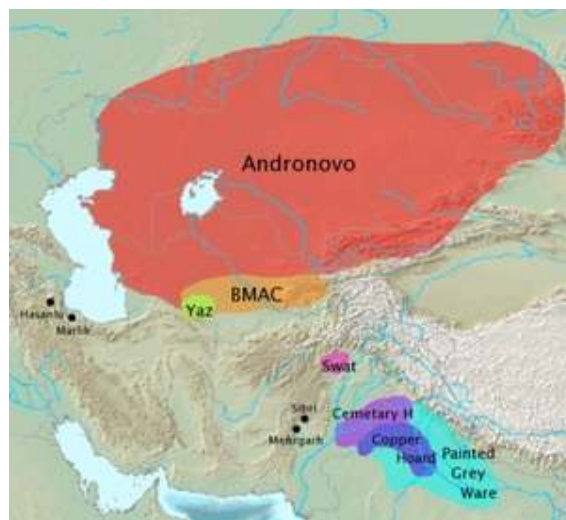 Andronovo
BMAC
Yaz
Hasanlu
Marlik
Swat
Sibri
Cemetary H
Mehrgarh
Copper
Hoard
Painted
Grey
Ware